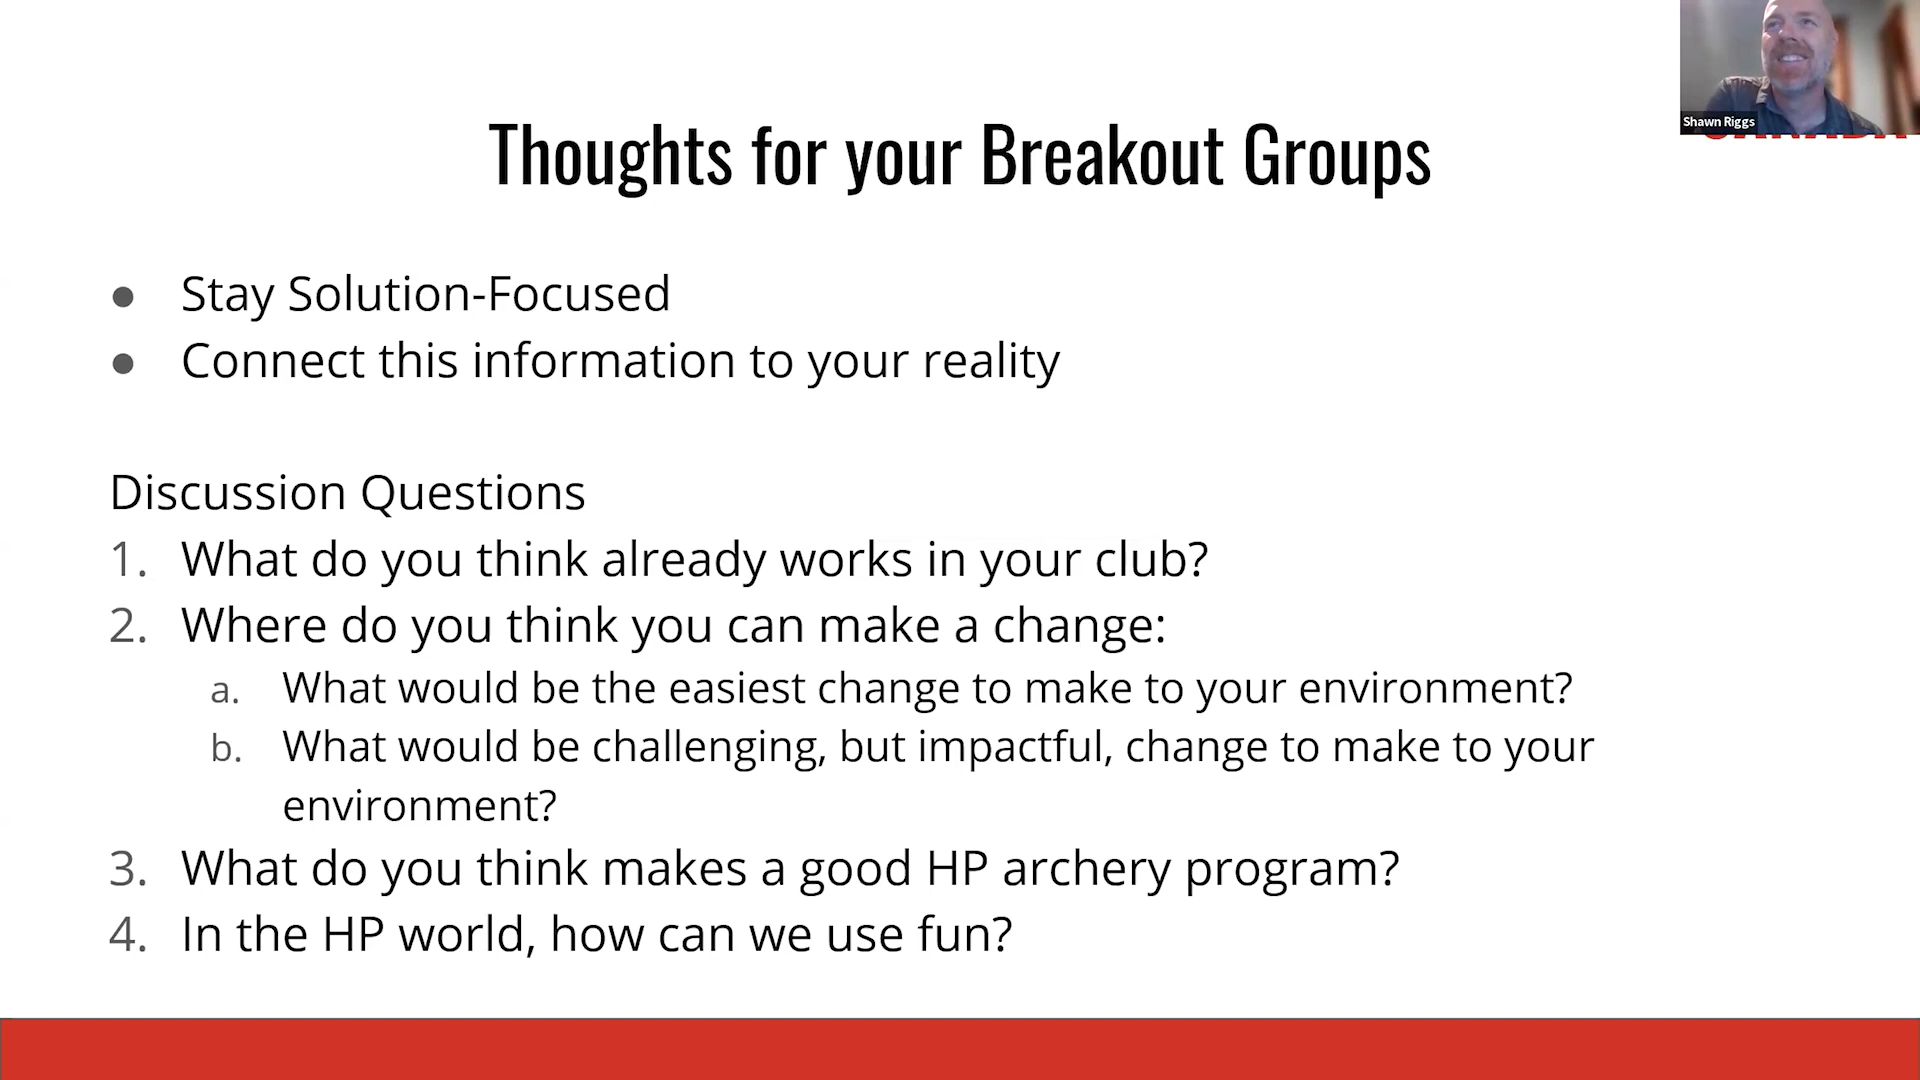 Shawn Riggs
Thoughts for your Breakout Groups
● Stay Solution-Focused
● Connect this information to your reality
Discussion Questions
1. What do you think already works in your club?
2. Where do you think you can make a change:
a. What would be the easiest change to make to your environment?
b. What would be challenging, but impactful, change to make to your
environment?
3. What do you think makes a good HP archery program?
4. In the HP world, how can we use fun?